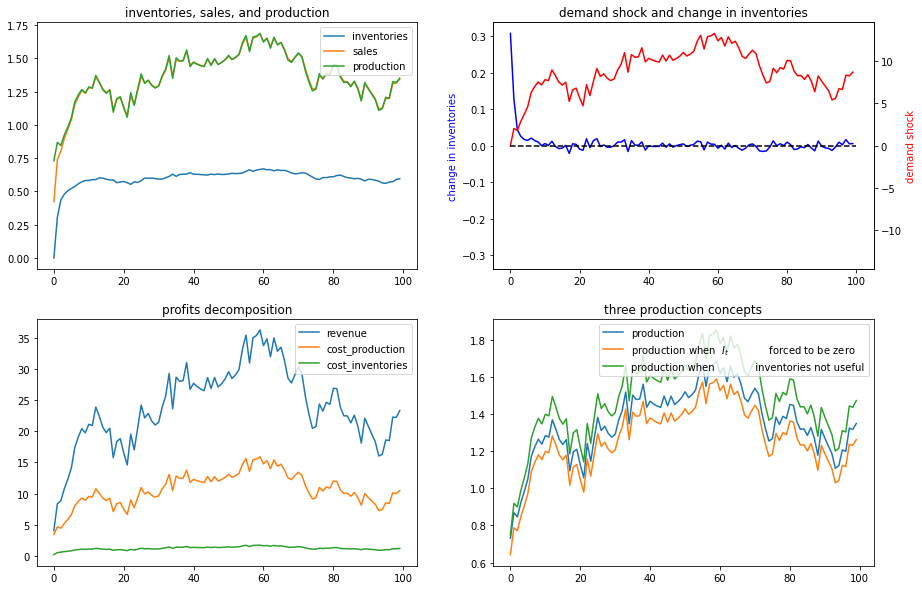 inventories, sales, and production
1.75
1.50
1.25
1.00
0.75
0.50
0.25
0.00
0 20 40 60 80 100
inventories
sales
production
demand shock and change in inventories
change in inventories
0.3
0.2
0.1
0.0
−0.1
−0.2
−0.3
0 20 40 60 80 100
10
5
0
−5
−10
demand shock
profits decomposition
35
30
25
20
15
10
5
0
0 20 40 60 80 100
revenue
cost_production
cost_inventories
three production concepts
1.8
1.6
1.4
1.2
1.0
0.8
0.6
0 20 40 60 80 100
production
production when I_t forced to be zero
production when inventories not useful